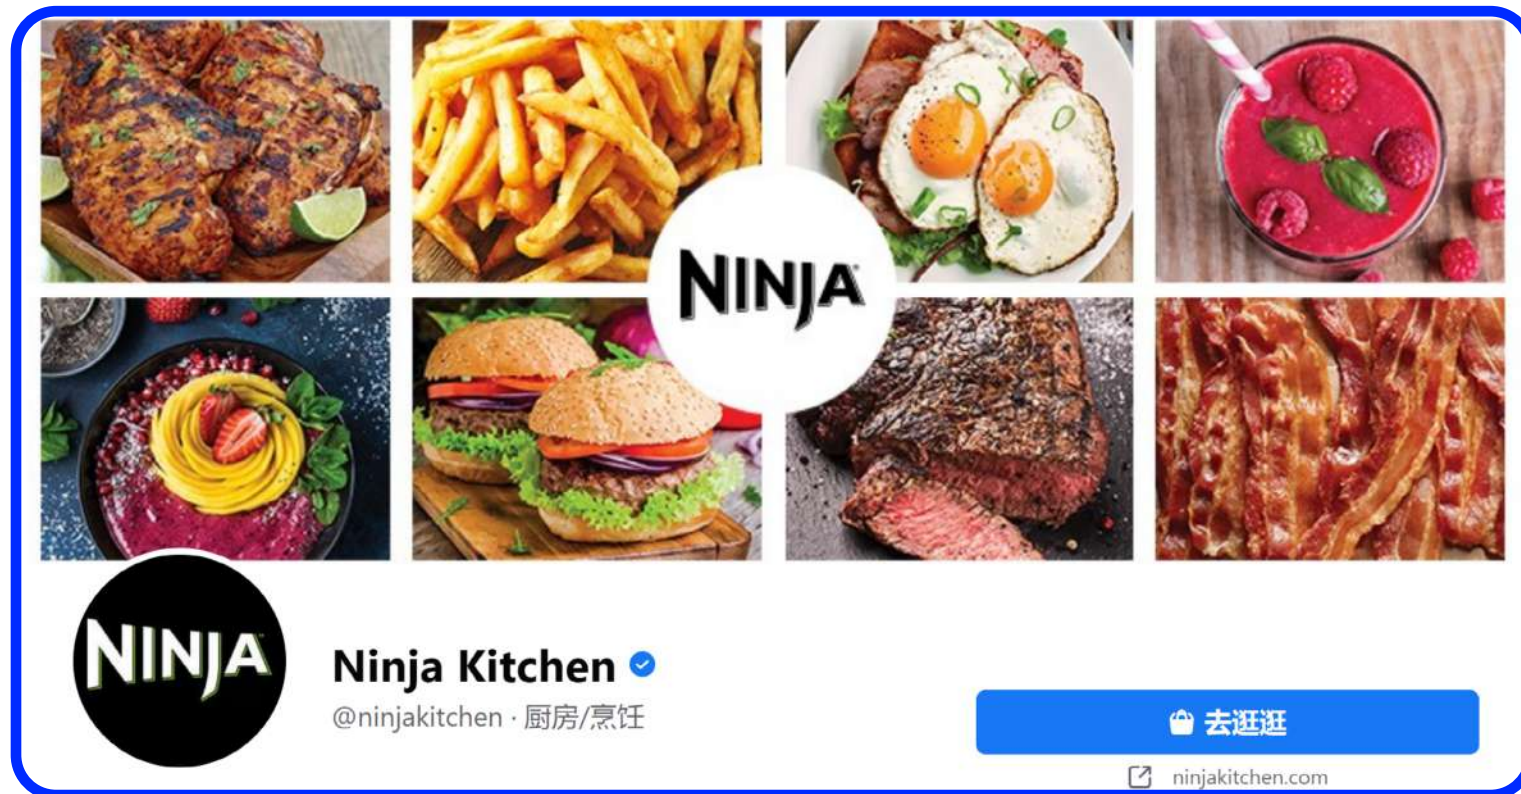 NINJA
NINJA
Ninja Kitchen
@ninjakitchen · 厨房/烹饪
去逛逛
ninjakitchen.com